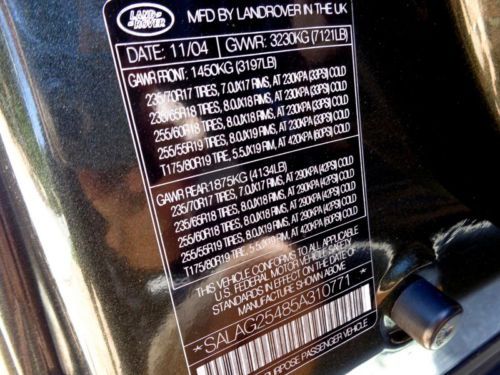 LAND ROVER
MFD BY LANDROVER IN THE UK
DATE: 11/04 GVWR: 3230KG (7121LB)
GAWR FRONT: 1450KG (3197LB)
235/70R17 TIRES, 7.0JX17 RIMS, AT 230KPA (33PSI) COLD
235/65R18 TIRES, 8.0JX18 RIMS, AT 230KPA (33PSI) COLD
255/60R18 TIRES, 8.0JX18 RIMS, AT 230KPA (33PSI) COLD
255/55R19 TIRES, 8.0JX19 RIMS, AT 230KPA (33PSI) COLD
T175/80R19 TIRE, 5.5JX19 RIM, AT 420KPA (60PSI) COLD
GAWR REAR:1875KG (4134LB)
235/70R17 TIRES, 7.0JX17 RIMS, AT 290KPA (42PSI) COLD
235/65R18 TIRES, 8.0JX18 RIMS, AT 290KPA (42PSI) COLD
255/60R18 TIRES, 8.0JX18 RIMS, AT 290KPA (42PSI) COLD
255/55R19 TIRES, 8.0JX19 RIMS, AT 290KPA (42PSI) COLD
T175/80R19 TIRE, 5.5JX19 RIM, AT 420KPA (60PSI) COLD
THIS VEHICLE CONFORMS TO ALL APPLICABLE
U.S. FEDERAL MOTOR VEHICLE SAFETY
STANDARDS IN EFFECT ON THE DATE OF
MANUFACTURE SHOWN ABOVE
*SALAG25485A310771*
PURPOSE PASSENGER VEHICLE